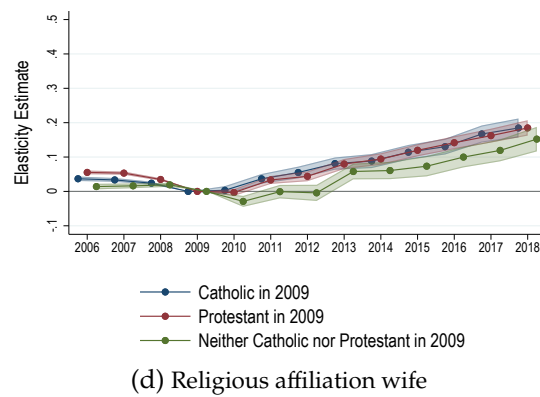 .5
.4
.3
.2
.1
0
-.1
Elasticity Estimate
2006 2007 2008 2009 2010 2011 2012 2013 2014 2015 2016 2017 2018
Catholic in 2009
Protestant in 2009
Neither Catholic nor Protestant in 2009
(d) Religious affiliation wife